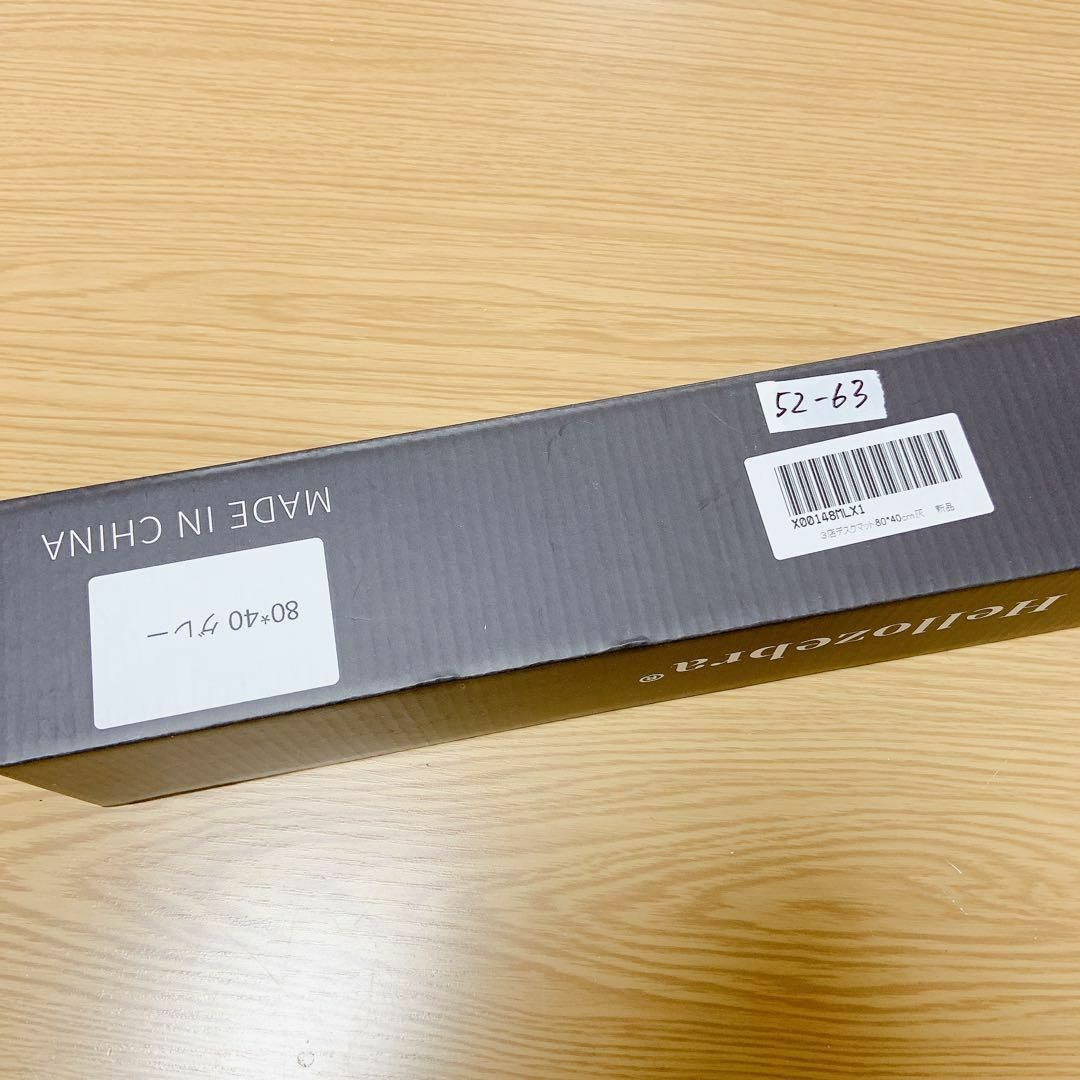 52-63
X00148MLX1
3店デスクマット80*40cm灰 新品
MADE IN CHINA
80*40 グレー
Hellozebra®